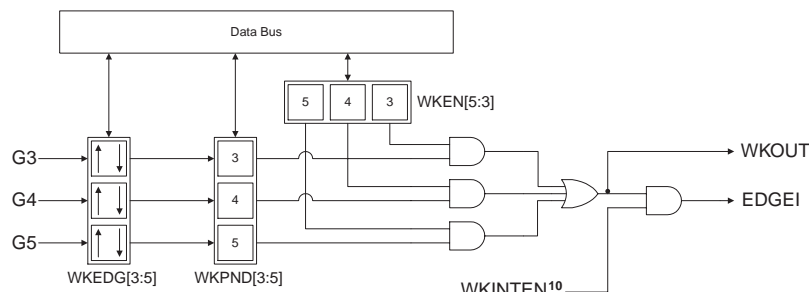 Data Bus
5 4 3 WKEN[5:3]
G3 3 WKOUT
G4 4 EDGEI
G5 5
WKEDG[3:5] WKPND[3:5] WKINTEN10